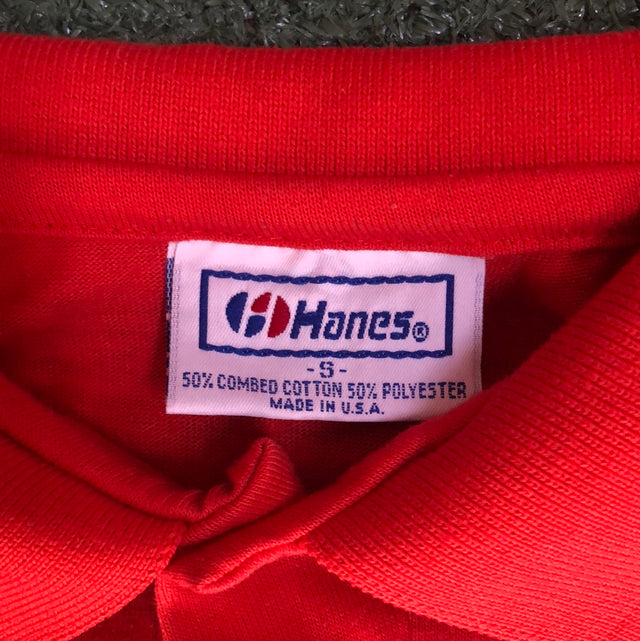 Hanes®
-S-
50% COMBED COTTON 50% POLYESTER
MADE IN U.S.A.